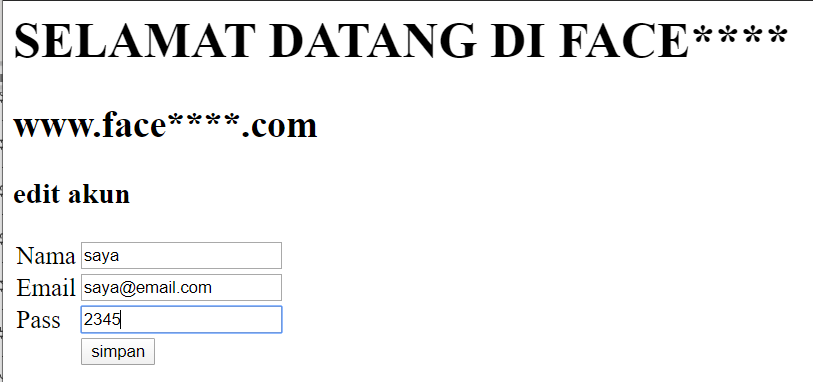 SELAMAT DATANG DI FACE****
www.face****.com
edit akun
Nama saya
Email saya@email.com
Pass 2345
simpan